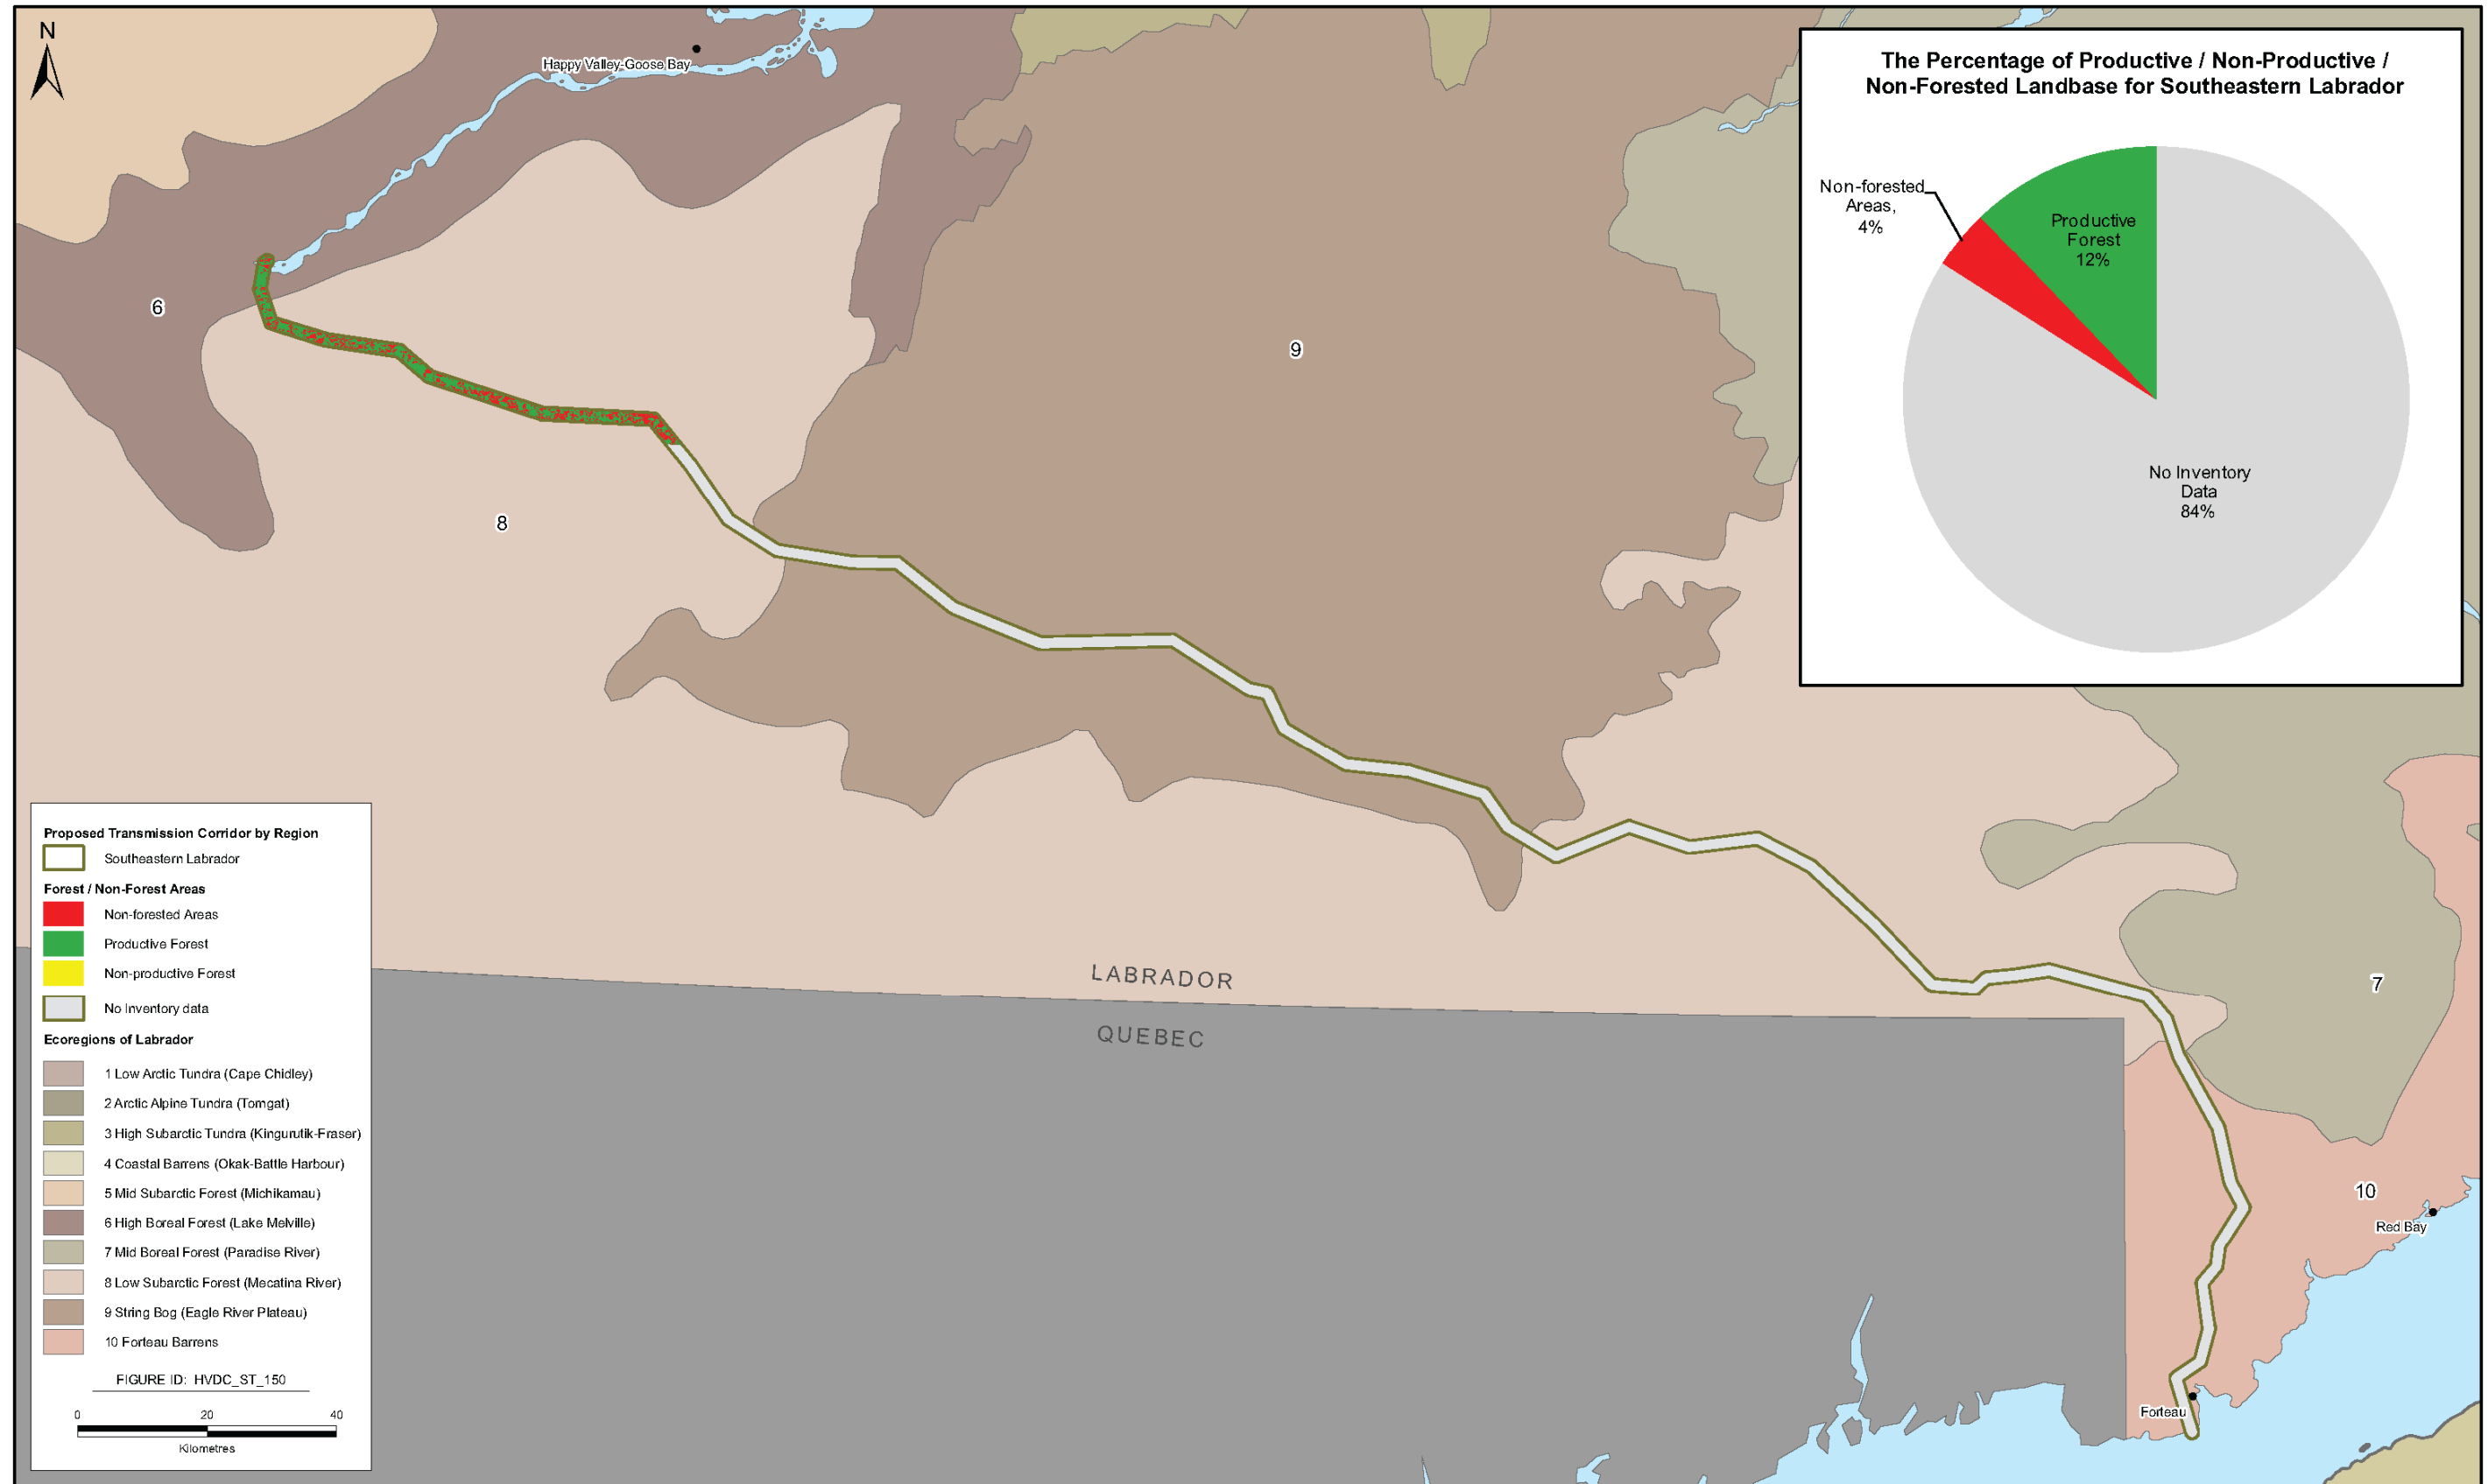 N
Happy Valley-Goose Bay
The Percentage of Productive / Non-Productive /
Non-Forested Landbase for Southeastern Labrador
Non-forested
Areas,
4%
Productive
Forest
12%
No Inventory
Data
84%
6
9
8
7
10
LABRADOR
QUEBEC
Red Bay
Forteau
Proposed Transmission Corridor by Region
Southeastern Labrador
Forest / Non-Forest Areas
Non-forested Areas
Productive Forest
Non-productive Forest
No Inventory data
Ecoregions of Labrador
1 Low Arctic Tundra (Cape Chidley)
2 Arctic Alpine Tundra (Torngat)
3 High Subarctic Tundra (Kingurutik-Fraser)
4 Coastal Barrens (Okak-Battle Harbour)
5 Mid Subarctic Forest (Michikamau)
6 High Boreal Forest (Lake Melville)
7 Mid Boreal Forest (Paradise River)
8 Low Subarctic Forest (Mecatina River)
9 String Bog (Eagle River Plateau)
10 Forteau Barrens
FIGURE ID: HVDC_ST_150
0 20 40
Kilometres